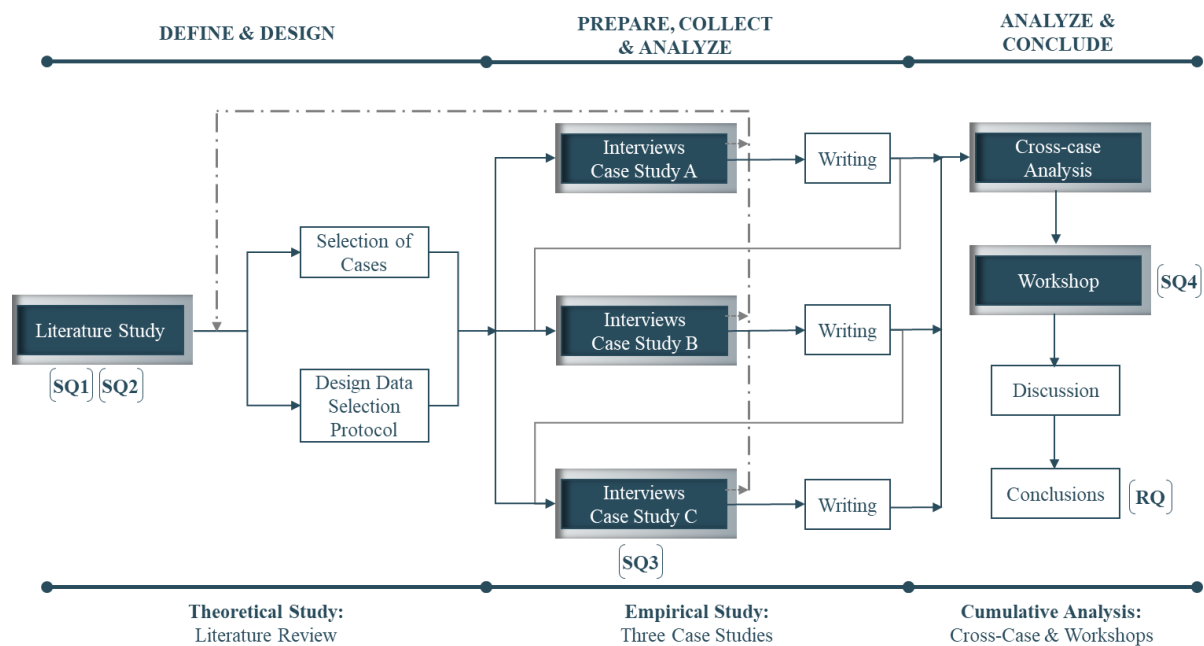 DEFINE & DESIGN
PREPARE, COLLECT
& ANALYZE
ANALYZE &
CONCLUDE
Literature Study
[SQ1] [SQ2]
Selection of
Cases
Design Data
Selection
Protocol
Interviews
Case Study A
Writing
Interviews
Case Study B
Writing
Interviews
Case Study C
Writing
[SQ3]
Cross-case
Analysis
Workshop
[SQ4]
Discussion
Conclusions
[RQ]
Theoretical Study:
Literature Review
Empirical Study:
Three Case Studies
Cumulative Analysis:
Cross-Case & Workshops